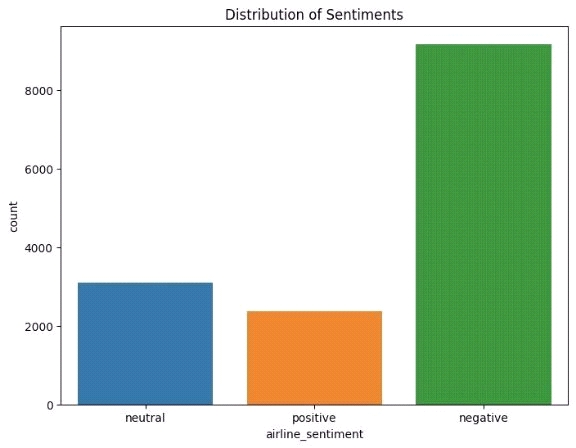 Distribution of Sentiments
8000
6000
4000
2000
0
count
neutral positive negative
airline_sentiment